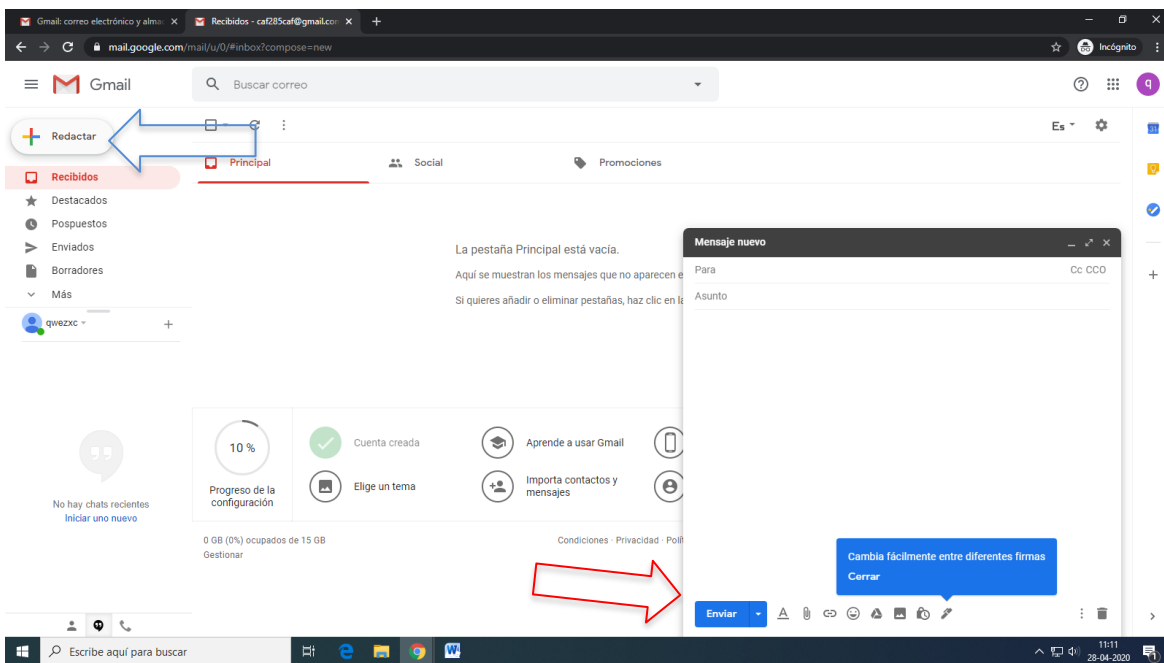 Gmail: correo electrónico y alma
Recibidos - caf285caf@gmail.com
mail.google.com/mail/u/0/#inbox?compose=new
Incógnito
Gmail
Buscar correo
q
Redactar
Es
31
Principal
Social
Promociones
Recibidos
Destacados
Pospuestos
Enviados
Borradores
Más
qwezxc
La pestaña Principal está vacía.
Aquí se muestran los mensajes que no aparecen e
Si quieres añadir o eliminar pestañas, haz clic en la
Mensaje nuevo
Para
Cc CCO
Asunto
10 %
Progreso de la
configuración
Cuenta creada
Aprende a usar Gmail
Elige un tema
Importa contactos y
mensajes
No hay chats recientes
Iniciar uno nuevo
0 GB (0%) ocupados de 15 GB
Gestionar
Condiciones · Privacidad · Polí
Cambia fácilmente entre diferentes firmas
Cerrar
Enviar
Escribe aquí para buscar
11:11
28-04-2020